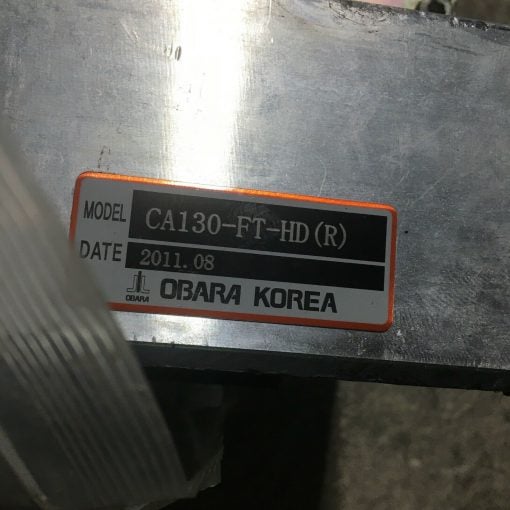 MODEL CA130-FT-HD(R)
DATE 2011.08
OBARA OBARA KOREA